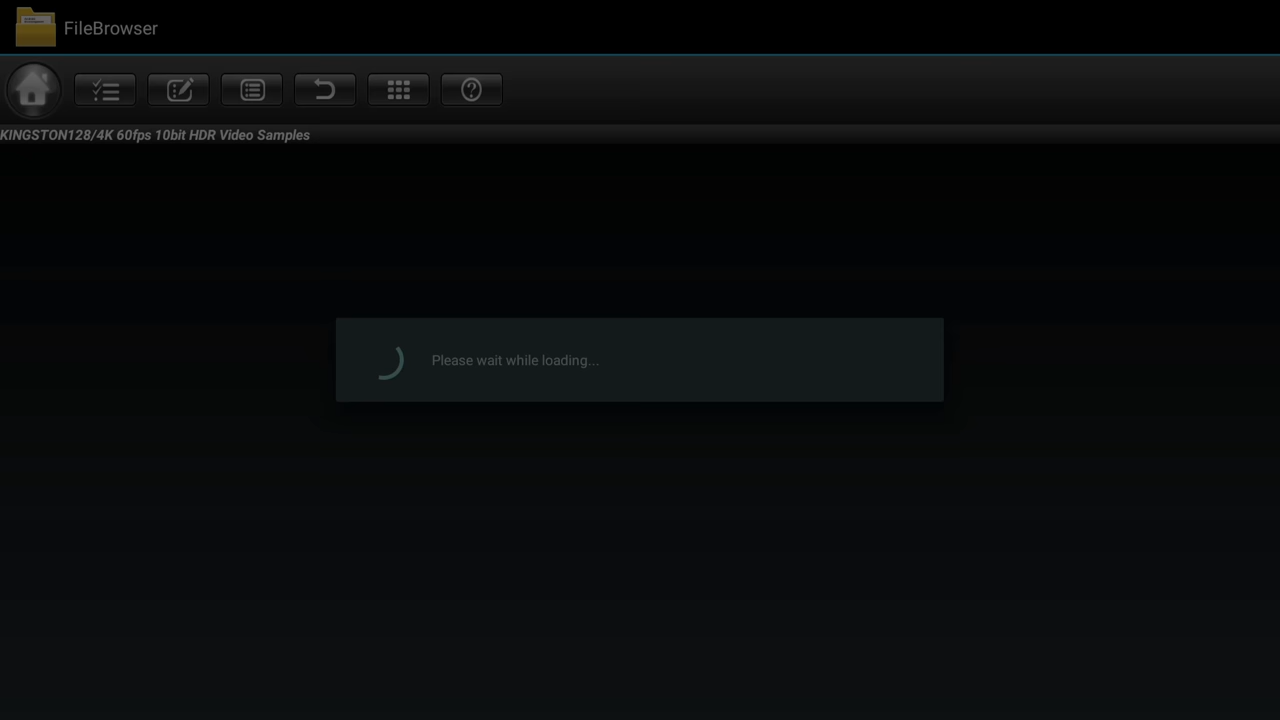 FileBrowser
KINGSTON128/4K 60fps 10bit HDR Video Samples
Please wait while loading...